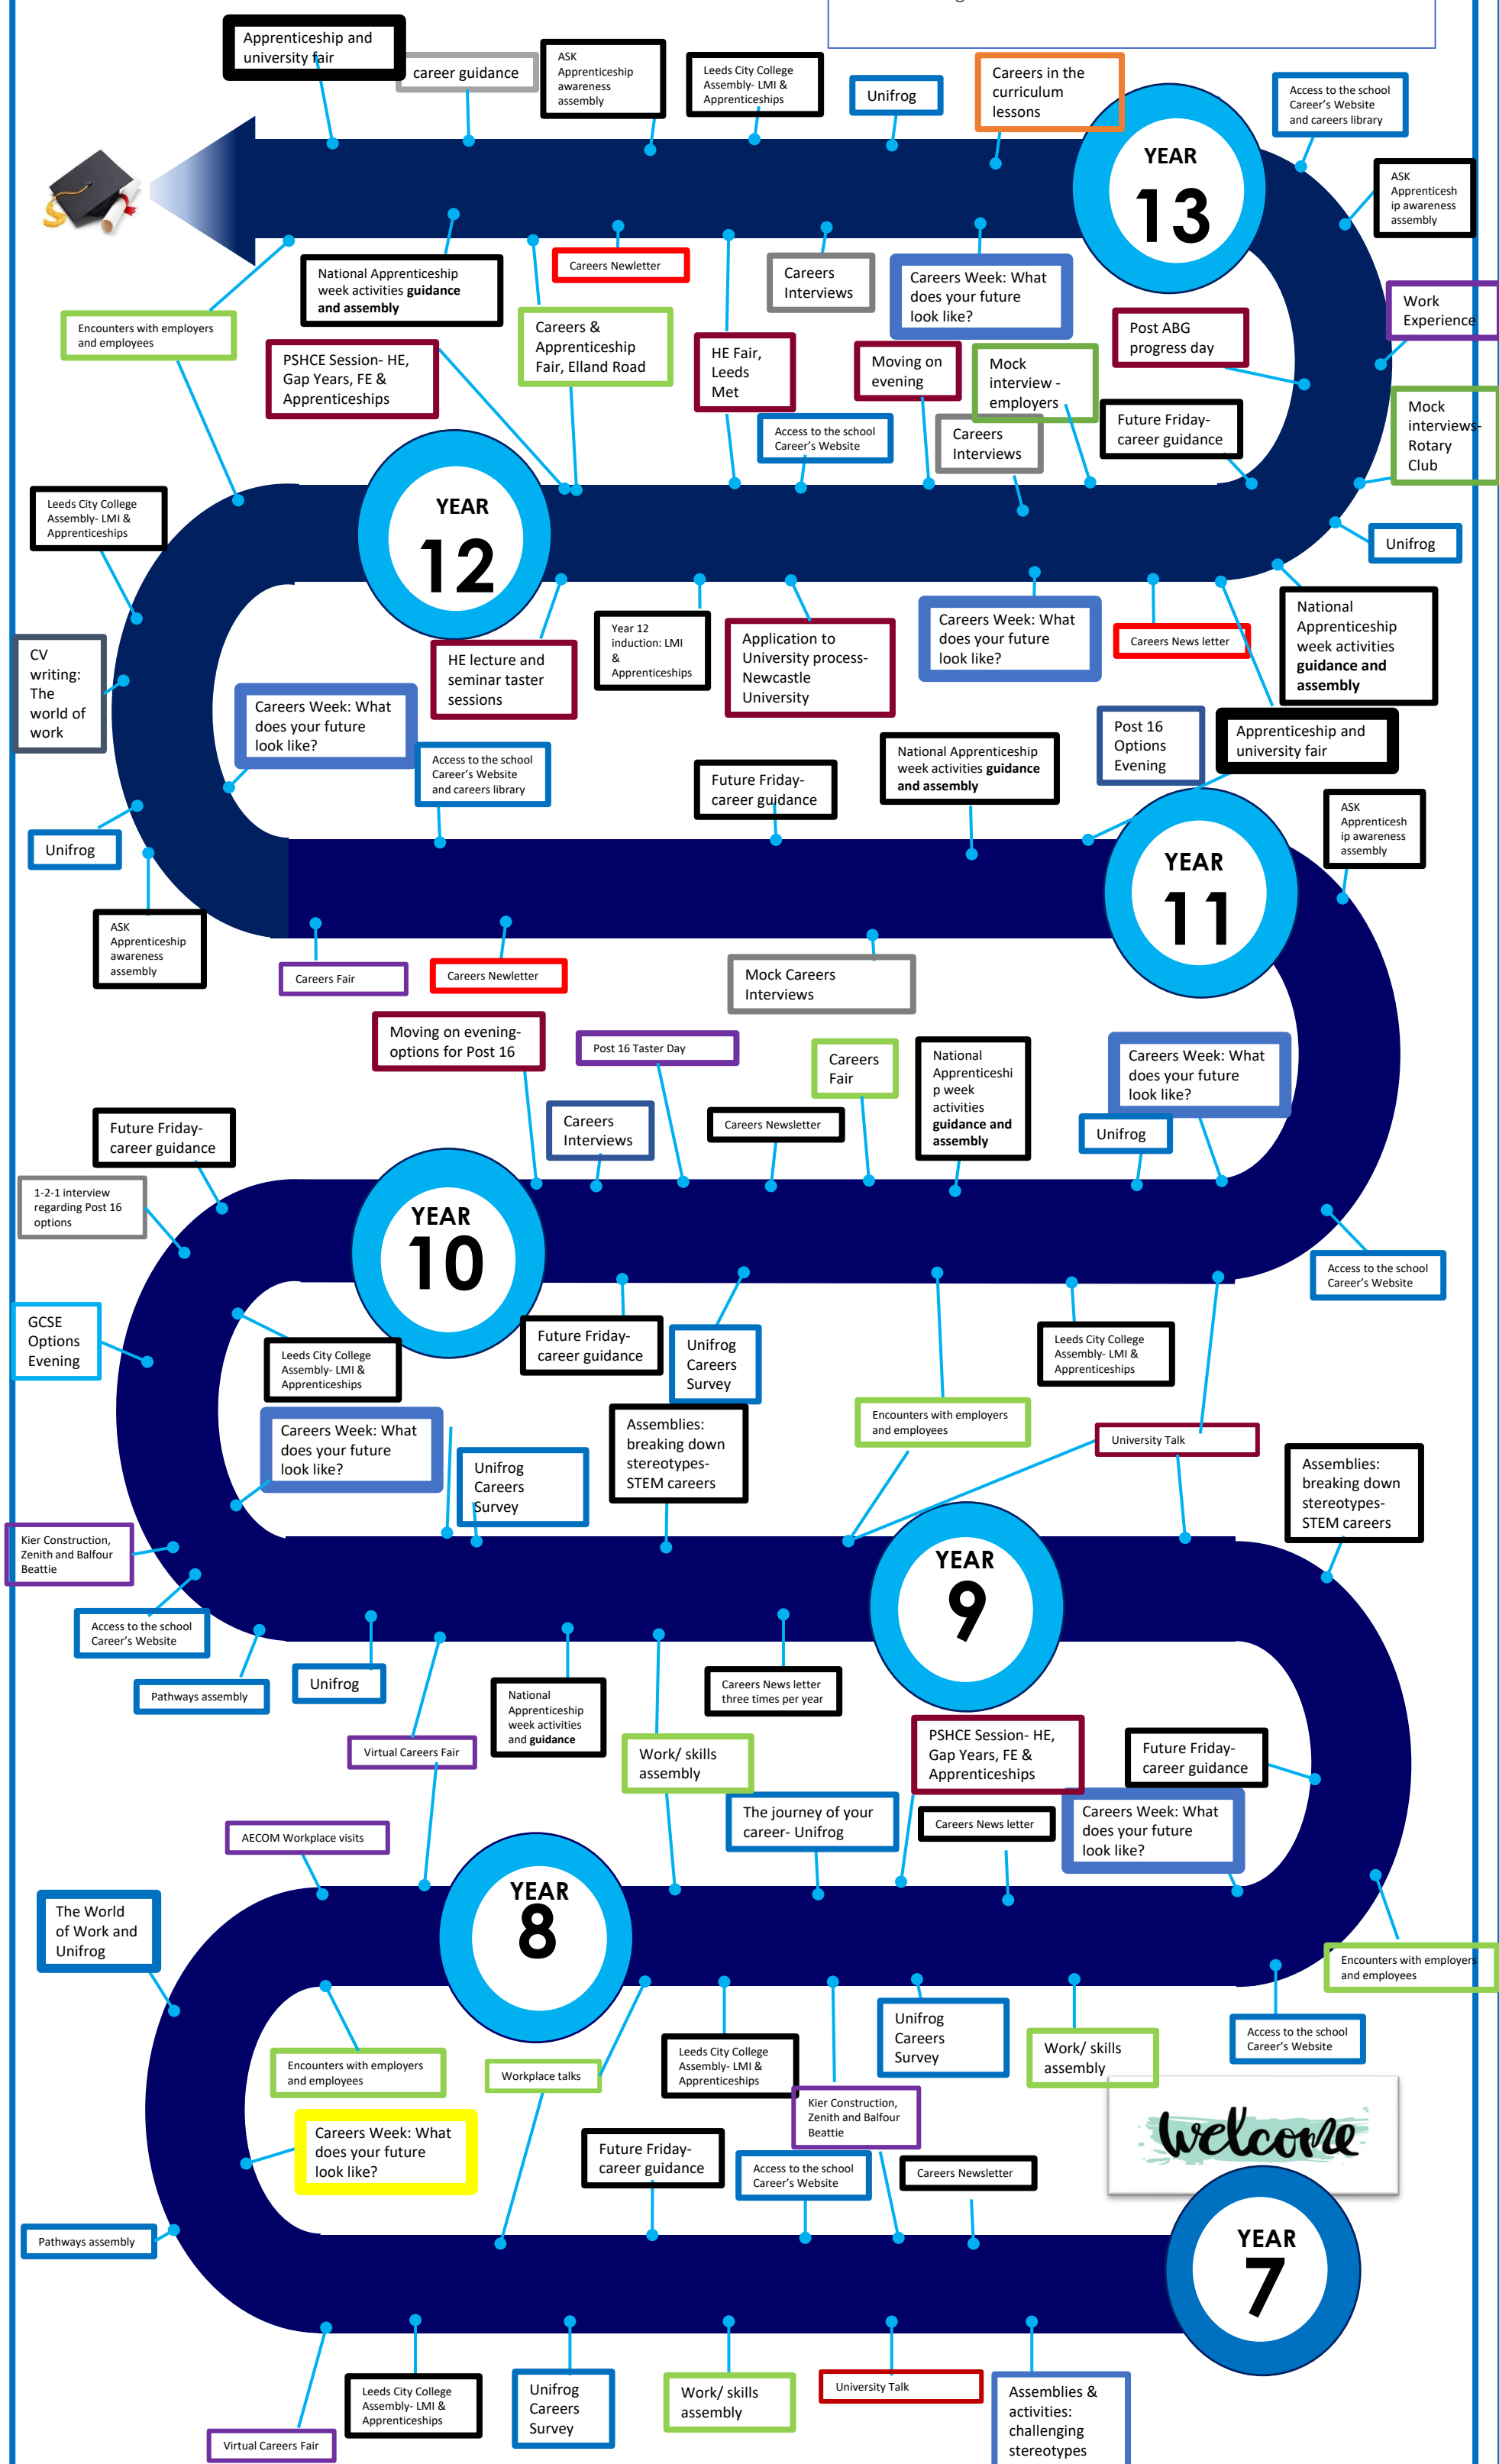 Apprenticeship and
university fair
career guidance
ASK
Apprenticeship
awareness
assembly
Leeds City College
Assembly- LMI &
Apprenticeships
Unifrog
Careers in the
curriculum
lessons
YEAR
13
Access to the school
Career's Website
and careers library
ASK
Apprenticesh
ip awareness
assembly
National Apprenticeship
week activities guidance
and assembly
Careers Newletter
Careers
Interviews
Careers Week: What
does your future
look like?
Work
Experience
Encounters with employers
and employees
PSHCE Session- HE,
Gap Years, FE &
Apprenticeships
Careers &
Apprenticeship
Fair, Elland Road
HE Fair,
Leeds
Met
Moving on
evening
Mock
interview -
employers
Post ABG
progress day
Access to the school
Career's Website
Careers
Interviews
Future Friday-
career guidance
Mock
interviews-
Rotary
Club
Leeds City College
Assembly- LMI &
Apprenticeships
YEAR
12
Unifrog
CV
writing:
The
world of
work
HE lecture and
seminar taster
sessions
Year 12
induction: LMI
&
Apprenticeships
Application to
University process-
Newcastle
University
Careers Week: What
does your future
look like?
Careers News letter
National
Apprenticeship
week activities
guidance and
assembly
Careers Week: What
does your future
look like?
Access to the school
Career's Website
and careers library
Future Friday-
career guidance
National Apprenticeship
week activities guidance
and assembly
Post 16
Options
Evening
Apprenticeship and
university fair
Unifrog
YEAR
11
ASK
Apprenticesh
ip awareness
assembly
ASK
Apprenticeship
awareness
assembly
Careers Fair
Careers Newletter
Mock Careers
Interviews
Moving on evening-
options for Post 16
Post 16 Taster Day
Careers
Fair
National
Apprenticeshi
p week
activities
guidance and
assembly
Careers Week: What
does your future
look like?
Future Friday-
career guidance
Careers
Interviews
Careers Newsletter
Unifrog
1-2-1 interview
regarding Post 16
options
YEAR
10
Access to the school
Career's Website
GCSE
Options
Evening
Leeds City College
Assembly- LMI &
Apprenticeships
Future Friday-
career guidance
Unifrog
Careers
Survey
Leeds City College
Assembly- LMI &
Apprenticeships
Careers Week: What
does your future
look like?
Unifrog
Careers
Survey
Assemblies:
breaking down
stereotypes-
STEM careers
Encounters with employers
and employees
University Talk
Assemblies:
breaking down
stereotypes-
STEM careers
Kier Construction,
Zenith and Balfour
Beattie
YEAR
9
Access to the school
Career's Website
Pathways assembly
Unifrog
Virtual Careers Fair
National
Apprenticeship
week activities
and guidance
Work/ skills
assembly
Careers News letter
three times per year
PSHCE Session- HE,
Gap Years, FE &
Apprenticeships
Future Friday-
career guidance
The journey of your
career- Unifrog
Careers News letter
Careers Week: What
does your future
look like?
AECOM Workplace visits
The World
of Work and
Unifrog
YEAR
8
Encounters with employers
and employees
Encounters with employers
and employees
Workplace talks
Leeds City College
Assembly- LMI &
Apprenticeships
Unifrog
Careers
Survey
Work/ skills
assembly
Access to the school
Career's Website
Careers Week: What
does your future
look like?
Future Friday-
career guidance
Kier Construction,
Zenith and Balfour
Beattie
Access to the school
Career's Website
Careers Newsletter
welcome
Pathways assembly
YEAR
7
Virtual Careers Fair
Leeds City College
Assembly- LMI &
Apprenticeships
Unifrog
Careers
Survey
Work/ skills
assembly
University Talk
Assemblies &
activities:
challenging
stereotypes